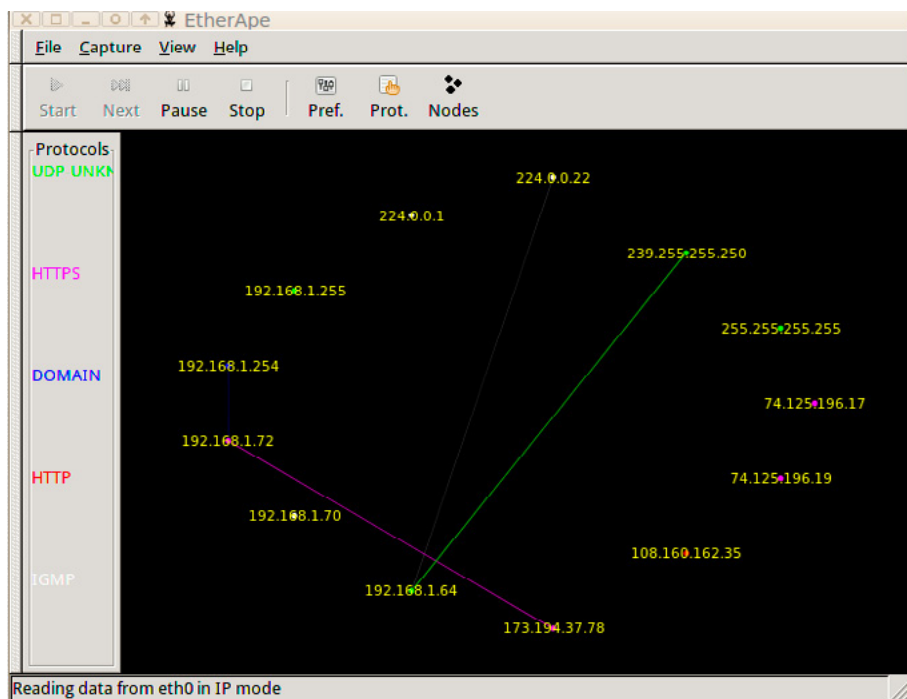 EtherApe
File Capture View Help
Start Next Pause Stop Pref. Prot. Nodes
Protocols
UDP UNKN
HTTPS
DOMAIN
HTTP
IGMP
224.0.0.22
224.0.0.1
239.255.255.250
192.168.1.255
255.255.255.255
192.168.1.254
74.125.196.17
192.168.1.72
74.125.196.19
192.168.1.70
108.160.162.35
192.168.1.64
173.194.37.78
Reading data from eth0 in IP mode